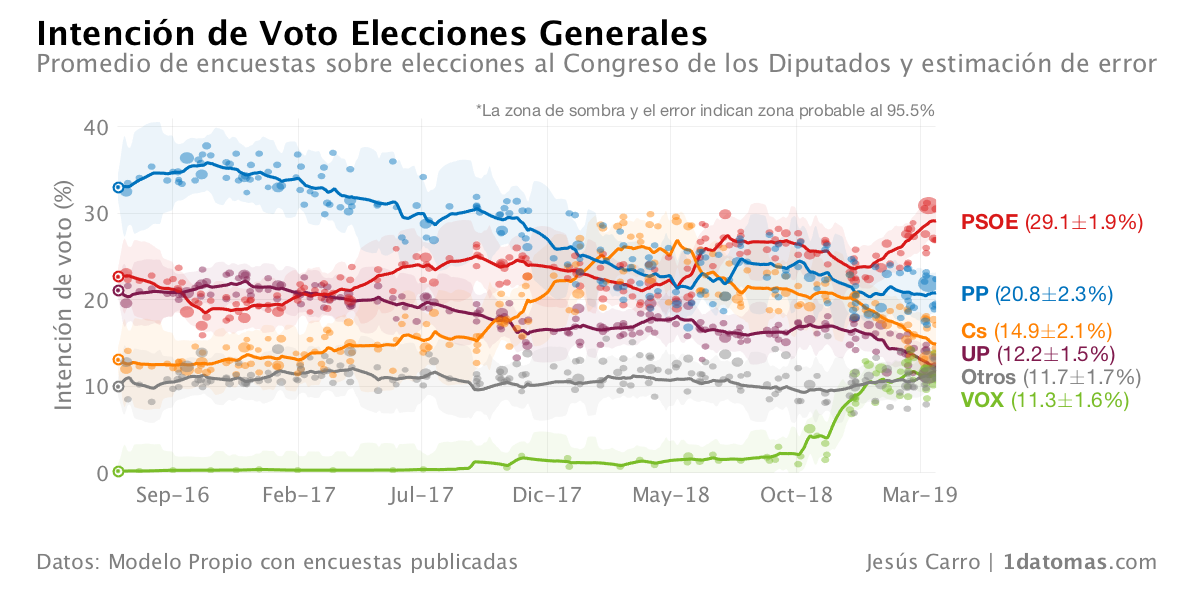 Intención de Voto Elecciones Generales
Promedio de encuestas sobre elecciones al Congreso de los Diputados y estimación de error
*La zona de sombra y el error indican zona probable al 95.5%
Intención de voto (%)
40
30
20
10
0
Sep-16 Feb-17 Jul-17 Dic-17 May-18 Oct-18 Mar-19
PSOE (29.1±1.9%)
PP (20.8±2.3%)
Cs (14.9±2.1%)
UP (12.2±1.5%)
Otros (11.7±1.7%)
VOX (11.3±1.6%)
Datos: Modelo Propio con encuestas publicadas
Jesús Carro | 1datomas.com